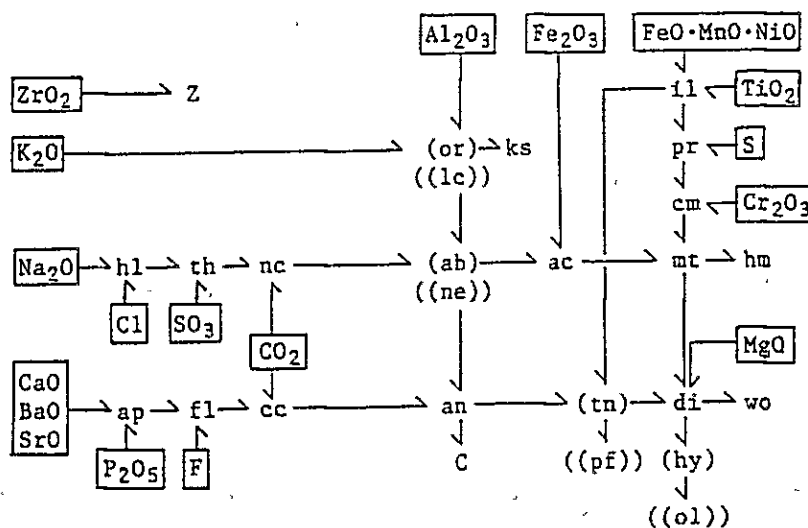 Al₂O₃ Fe₂O₃ FeO·MnO·NiO
ZrO₂ Z il TiO₂
K₂O (or) ks pr S
((lc)) cm Cr₂O₃
Na₂O hl th nc (ab) ac mt hm
((ne))
Cl SO₃
CO₂ MgO
CaO
BaO ap fl cc an (tn) di wo
SrO
P₂O₅ F C ((pf)) (hy)
((ol))